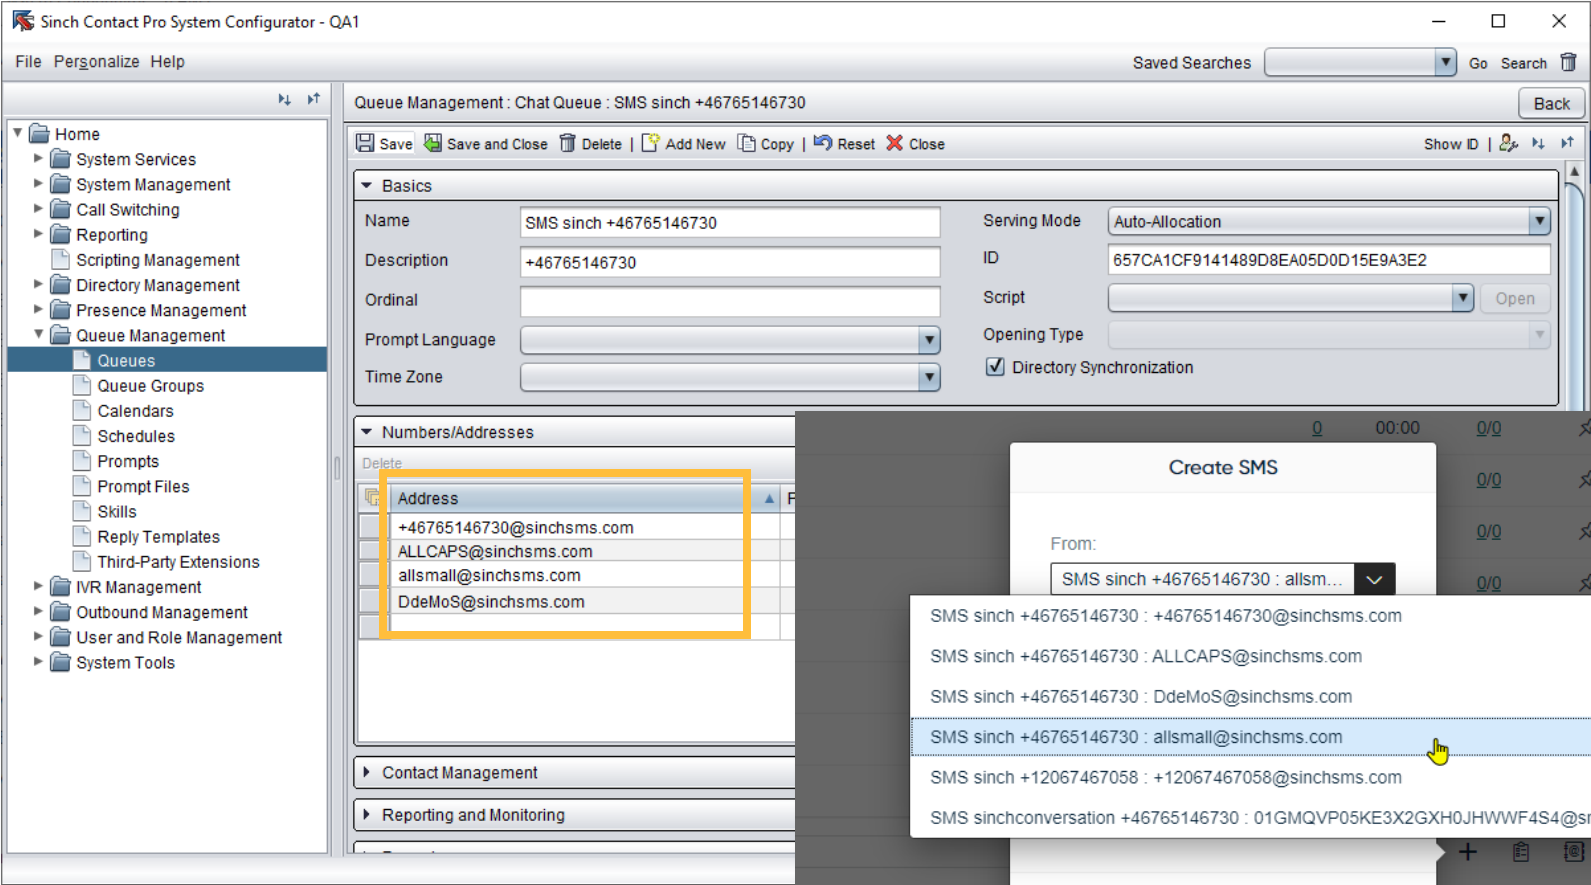 Sinch Contact Pro System Configurator - QA1
File Personalize Help
Saved Searches
Go Search
Queue Management : Chat Queue : SMS sinch +46765146730
Back
Home
System Services
System Management
Call Switching
Reporting
Scripting Management
Directory Management
Presence Management
Queue Management
Queues
Queue Groups
Calendars
Schedules
Prompts
Prompt Files
Skills
Reply Templates
Third-Party Extensions
IVR Management
Outbound Management
User and Role Management
System Tools
Save Save and Close Delete | Add New Copy | Reset Close
Show ID |
Basics
Name SMS sinch +46765146730
Description +46765146730
Ordinal
Prompt Language
Time Zone
Serving Mode Auto-Allocation
ID 657CA1CF9141489D8EA05D0D15E9A3E2
Script Open
Opening Type
Directory Synchronization
Numbers/Addresses
Delete
Address
+46765146730@sinchsms.com
ALLCAPS@sinchsms.com
allsmall@sinchsms.com
DdeMoS@sinchsms.com
Contact Management
Reporting and Monitoring
0 00:00 0/0
0/0
0/0
0/0
Create SMS
From:
SMS sinch +46765146730 : allsm...
SMS sinch +46765146730 : +46765146730@sinchsms.com
SMS sinch +46765146730 : ALLCAPS@sinchsms.com
SMS sinch +46765146730 : DdeMoS@sinchsms.com
SMS sinch +46765146730 : allsmall@sinchsms.com
SMS sinch +12067467058 : +12067467058@sinchsms.com
SMS sinchconversation +46765146730 : 01GMQVP05KE3X2GXH0JHWWF4S4@s